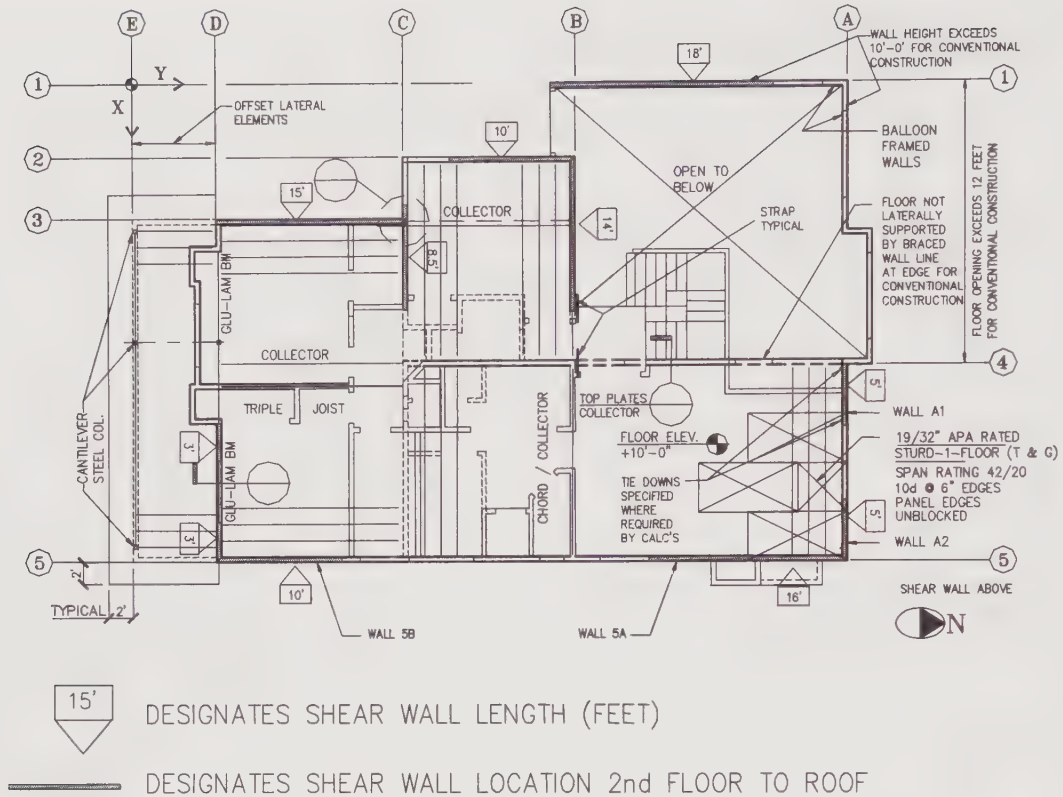 E
D
C
B
A
1
Y
X
OFFSET LATERAL
ELEMENTS
18'
WALL HEIGHT EXCEEDS
10'-0' FOR CONVENTIONAL
CONSTRUCTION
1
BALLOON
FRAMED
WALLS
2
10'
OPEN TO
BELOW
3
15'
COLLECTOR
14'
STRAP
TYPICAL
FLOOR NOT
LATERALLY
SUPPORTED
BY BRACED
WALL LINE
AT EDGE FOR
CONVENTIONAL
CONSTRUCTION
FLOOR OPENING EXCEEDS 12 FEET
FOR CONVENTIONAL CONSTRUCTION
GLU-LAM BM
8.5'
COLLECTOR
4
CANTILEVER
STEEL COL.
TRIPLE JOIST
TOP PLATES
COLLECTOR
5'
WALL A1
3'
GLU-LAM BM
CHORD / COLLECTOR
FLOOR ELEV.
+10'-0"
19/32" APA RATED
STURD-1-FLOOR (T & G)
SPAN RATING 42/20
10d @ 6" EDGES
PANEL EDGES
UNBLOCKED
TIE DOWNS
SPECIFIED
WHERE
REQUIRED
BY CALC'S
3'
5'
WALL A2
5
2'
5
TYPICAL 2'
10'
16'
SHEAR WALL ABOVE
WALL 5B
WALL 5A
N
15'
DESIGNATES SHEAR WALL LENGTH (FEET)
DESIGNATES SHEAR WALL LOCATION 2nd FLOOR TO ROOF